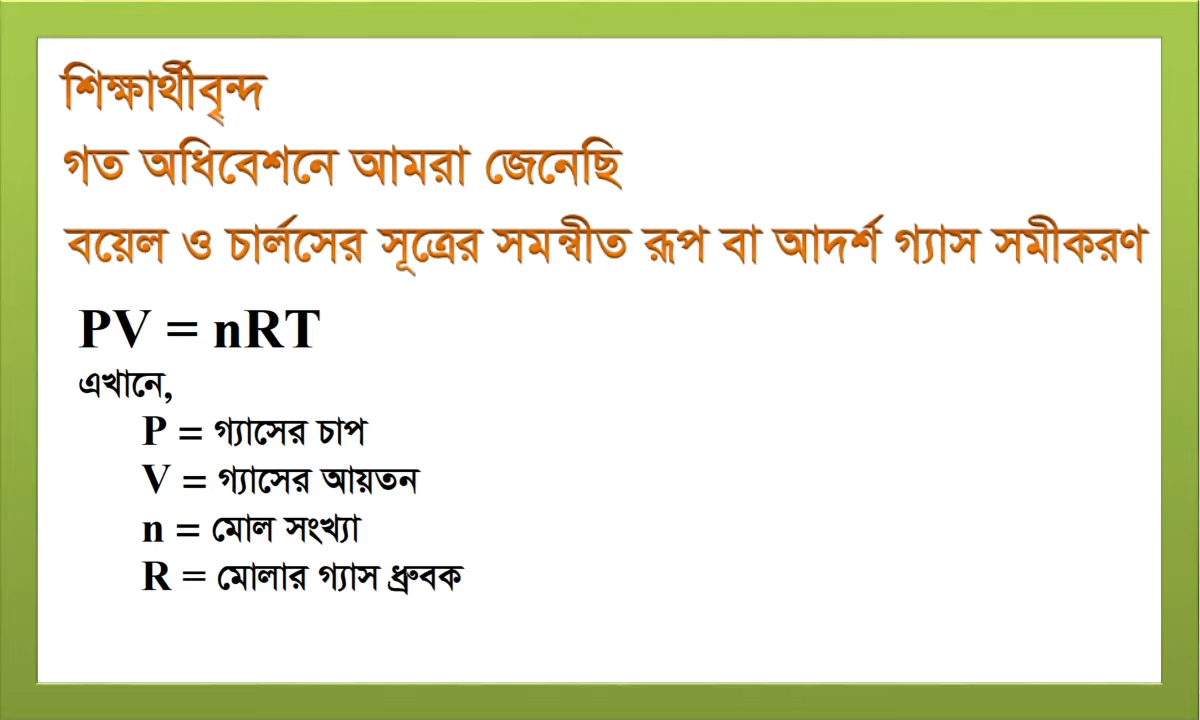 শিক্ষার্থীবৃন্দ
গত অধিবেশনে আমরা জেনেছি
বয়েল ও চার্লসের সূত্রের সমন্বীত রূপ বা আদর্শ গ্যাস সমীকরণ
PV = nRT
এখানে,
P = গ্যাসের চাপ
V = গ্যাসের আয়তন
n = মোল সংখ্যা
R = মোলার গ্যাস ধ্রুবক